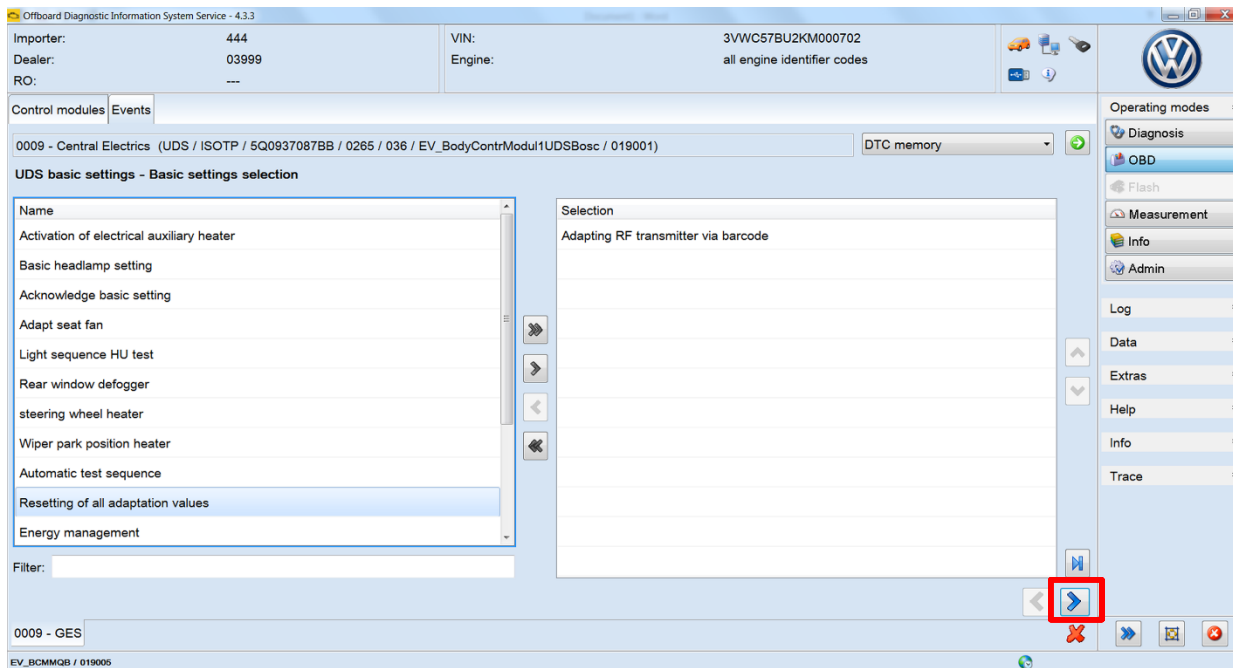 Offboard Diagnostic Information System Service - 4.3.3
Importer: 444
Dealer: 03999
RO: ---
VIN: 3VWC57BU2KM000702
Engine: all engine identifier codes
Control modules Events
0009 - Central Electrics (UDS / ISOTP / 5Q0937087BB / 0265 / 036 / EV_BodyContrModul1UDSBosc / 019001)
DTC memory
UDS basic settings - Basic settings selection
Name
Activation of electrical auxiliary heater
Basic headlamp setting
Acknowledge basic setting
Adapt seat fan
Light sequence HU test
Rear window defogger
steering wheel heater
Wiper park position heater
Automatic test sequence
Resetting of all adaptation values
Energy management
Filter:
Selection
Adapting RF transmitter via barcode
0009 - GES
EV_BCMMQB / 019005
Operating modes
Diagnosis
OBD
Flash
Measurement
Info
Admin
Log
Data
Extras
Help
Info
Trace